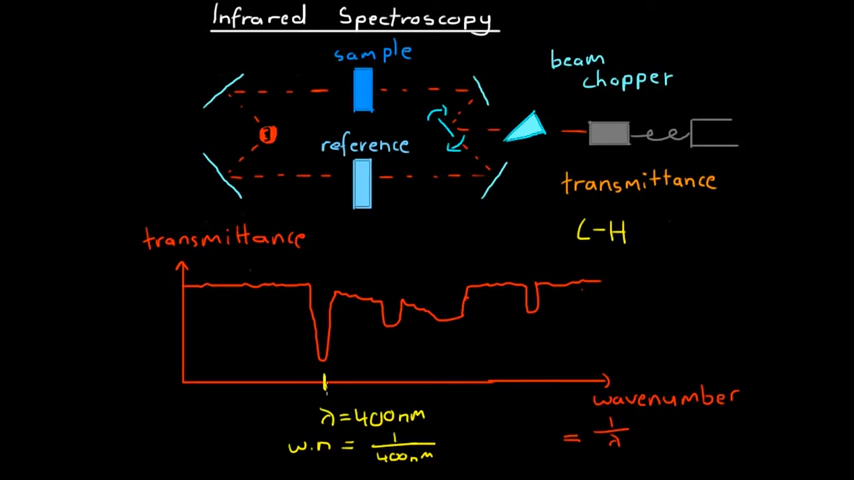 Infrared Spectroscopy
sample
beam
chopper
reference
transmittance
C-H
transmittance
wavenumber
= 1/λ
λ=400nm
w.n = 1/400nm